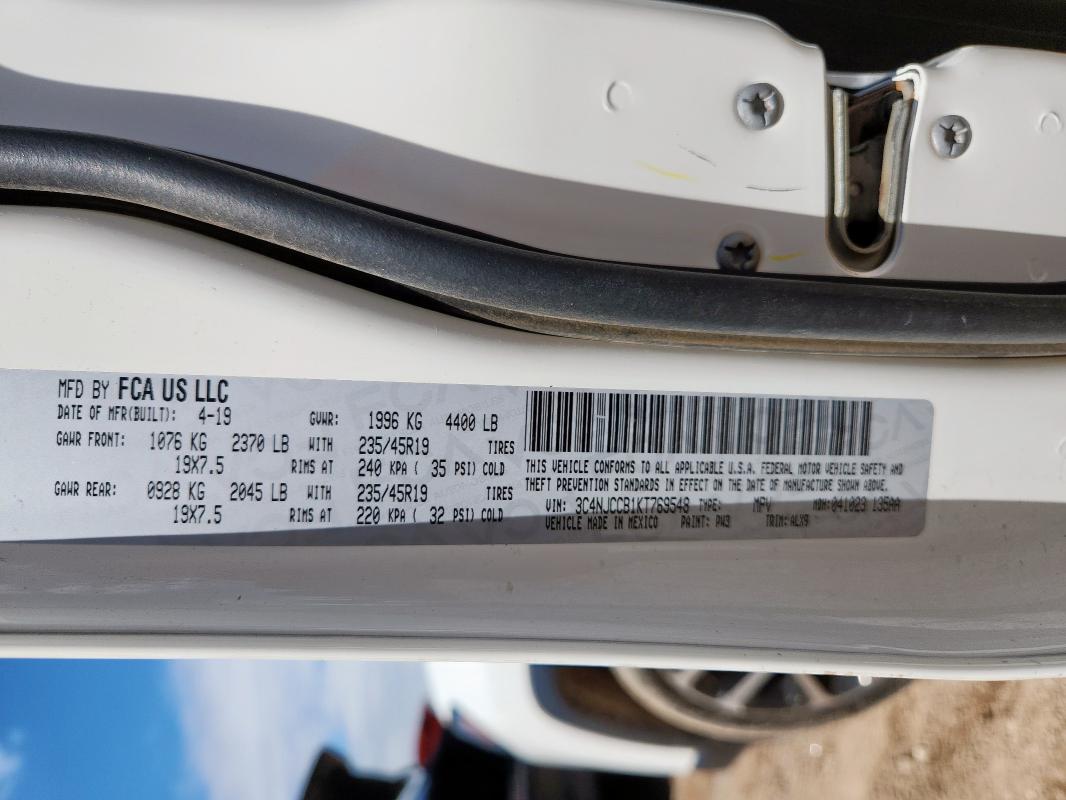 MFD BY FCA US LLC
DATE OF MFR(BUILT): 4-19 GVWR: 1996 KG 4400 LB
GAWR FRONT: 1076 KG 2370 LB WITH 235/45R19 TIRES
19X7.5 RIMS AT 240 KPA ( 35 PSI) COLD
GAWR REAR: 0928 KG 2045 LB WITH 235/45R19 TIRES
19X7.5 RIMS AT 220 KPA ( 32 PSI) COLD
THIS VEHICLE CONFORMS TO ALL APPLICABLE U.S.A. FEDERAL MOTOR VEHICLE SAFETY AND
THEFT PREVENTION STANDARDS IN EFFECT ON THE DATE OF MANUFACTURE SHOWN ABOVE.
VIN: 3C4NJCCB1KT769548 TYPE: MPV MDH: 041023 135AA
VEHICLE MADE IN MEXICO PAINT: PW3 TRIM: ALX9